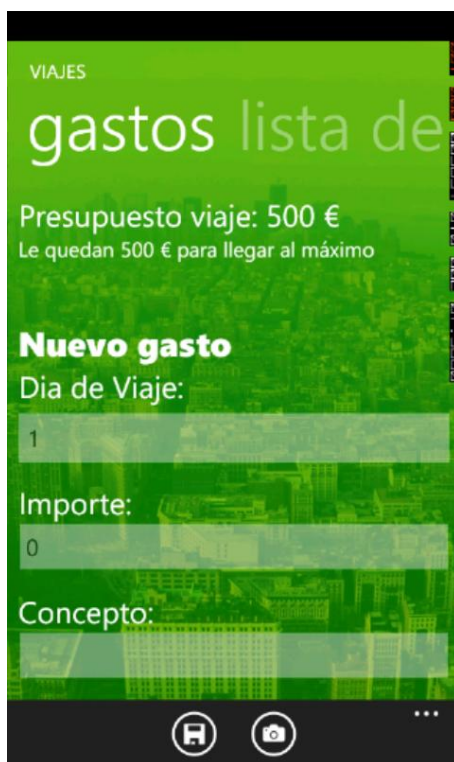 VIAJES
gastos lista de
Presupuesto viaje: 500 €
Le quedan 500 € para llegar al máximo
Nuevo gasto
Dia de Viaje:
1
Importe:
0
Concepto: